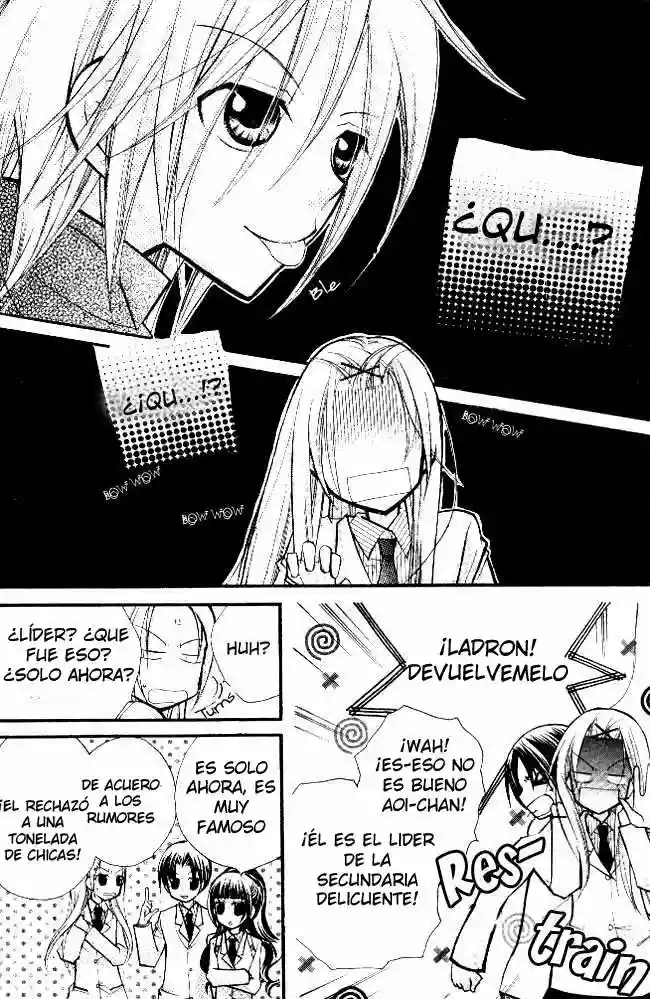 ¿QU....?
Ble
¿¡QU....!?
BOW WOW
BOW WOW
BOW WOW
¡LADRON!
DEVUELVEMELO
¡WAH!
¡ES-ESO NO
ES BUENO
AOI-CHAN!
¡ÉL ES EL LIDER
DE LA
SECUNDARIA
DELICUENTE!
Res-
train
HUH?
¿LÍDER? ¿QUE
FUE ESO?
¿SOLO AHORA?
Turns
ES SOLO
AHORA, ES
MUY
FAMOSO
DE ACUERO
A LOS
RUMORES
¡EL RECHAZÓ
A UNA
TONELADA
DE CHICAS!